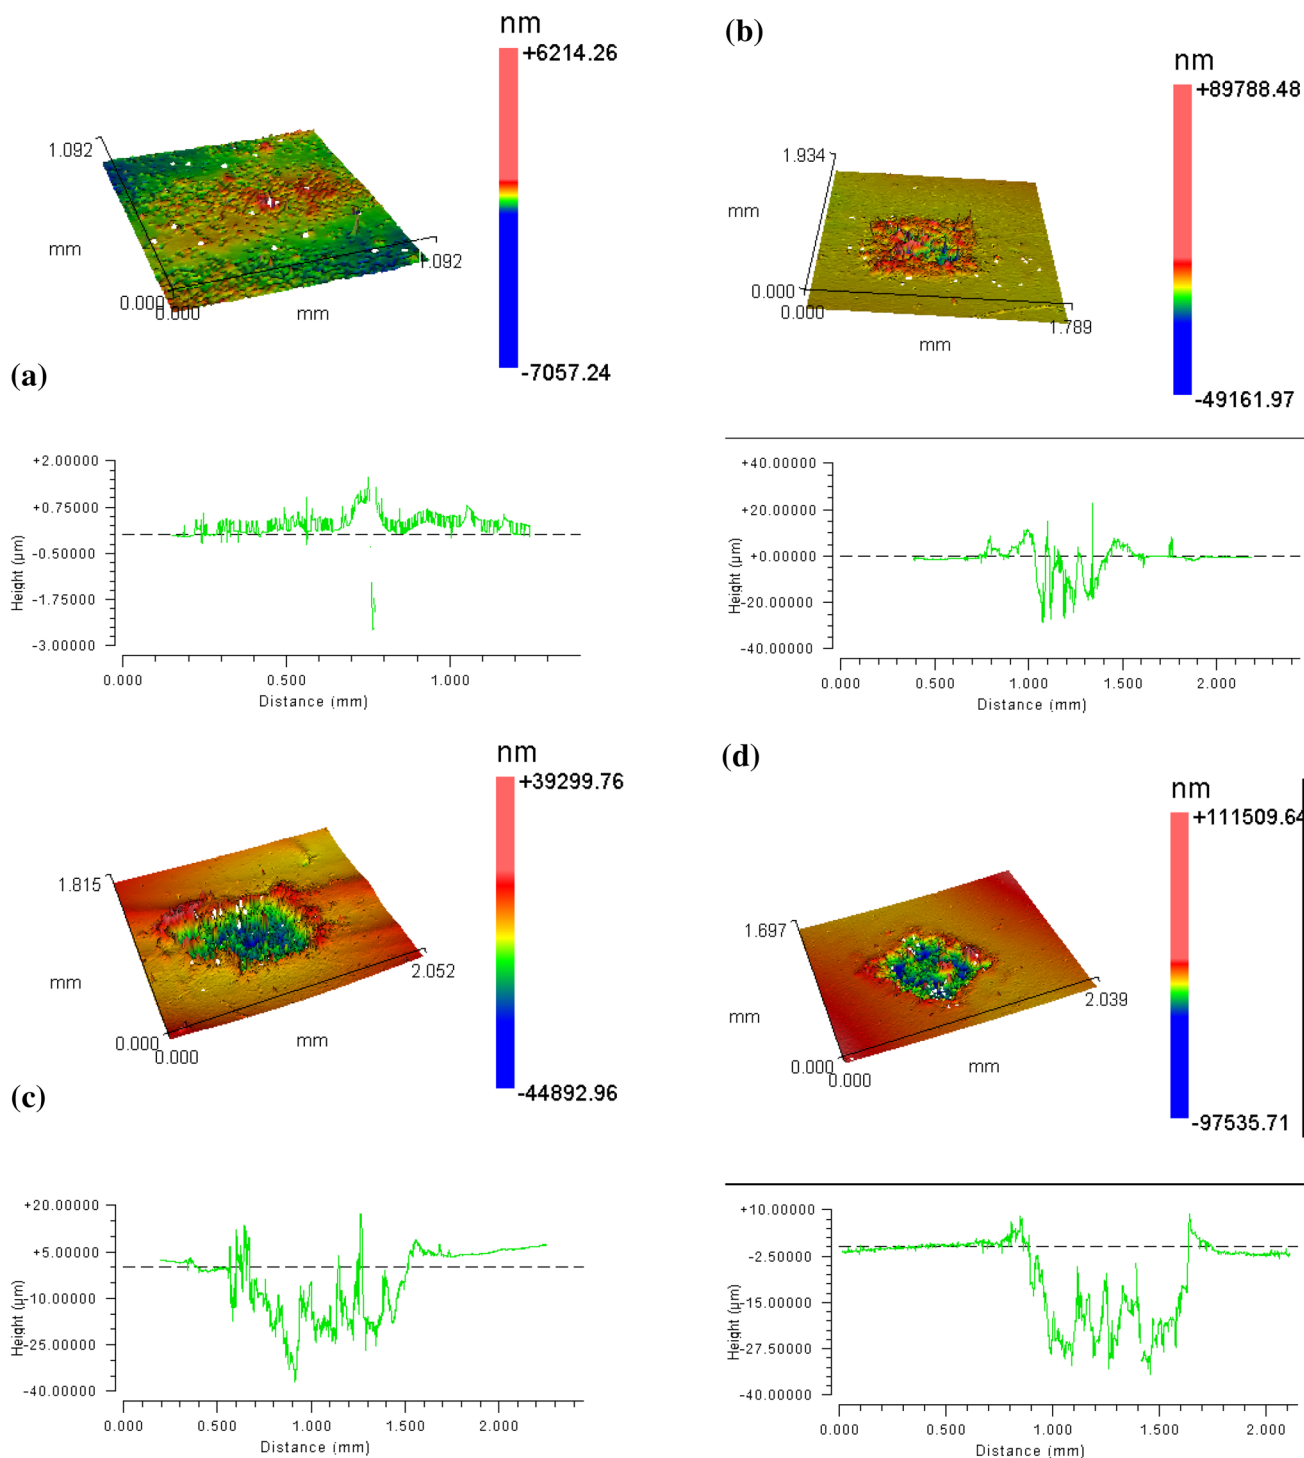 nm
+6214.26
1.092
mm
1.092
0.000
0.000
mm
-7057.24
(a)
+2.00000
+0.75000
-0.50000
-1.75000
-3.00000
Height (µm)
0.000 0.500 1.000
Distance (mm)
(b)
nm
+89788.48
1.934
mm
0.000
0.000
1.789
mm
-49161.97
+40.00000
+20.00000
+0.00000
-20.00000
-40.00000
Height (µm)
0.000 0.500 1.000 1.500 2.000
Distance (mm)
nm
+39299.76
1.815
mm
2.052
0.000
0.000
mm
-44892.96
(c)
+20.00000
+5.00000
-10.00000
-25.00000
-40.00000
Height (µm)
0.000 0.500 1.000 1.500 2.000
Distance (mm)
(d)
nm
+111509.64
1.697
mm
2.039
0.000
0.000
mm
-97535.71
+10.00000
-2.50000
-15.00000
-27.50000
-40.00000
Height (µm)
0.000 0.500 1.000 1.500 2.000
Distance (mm)